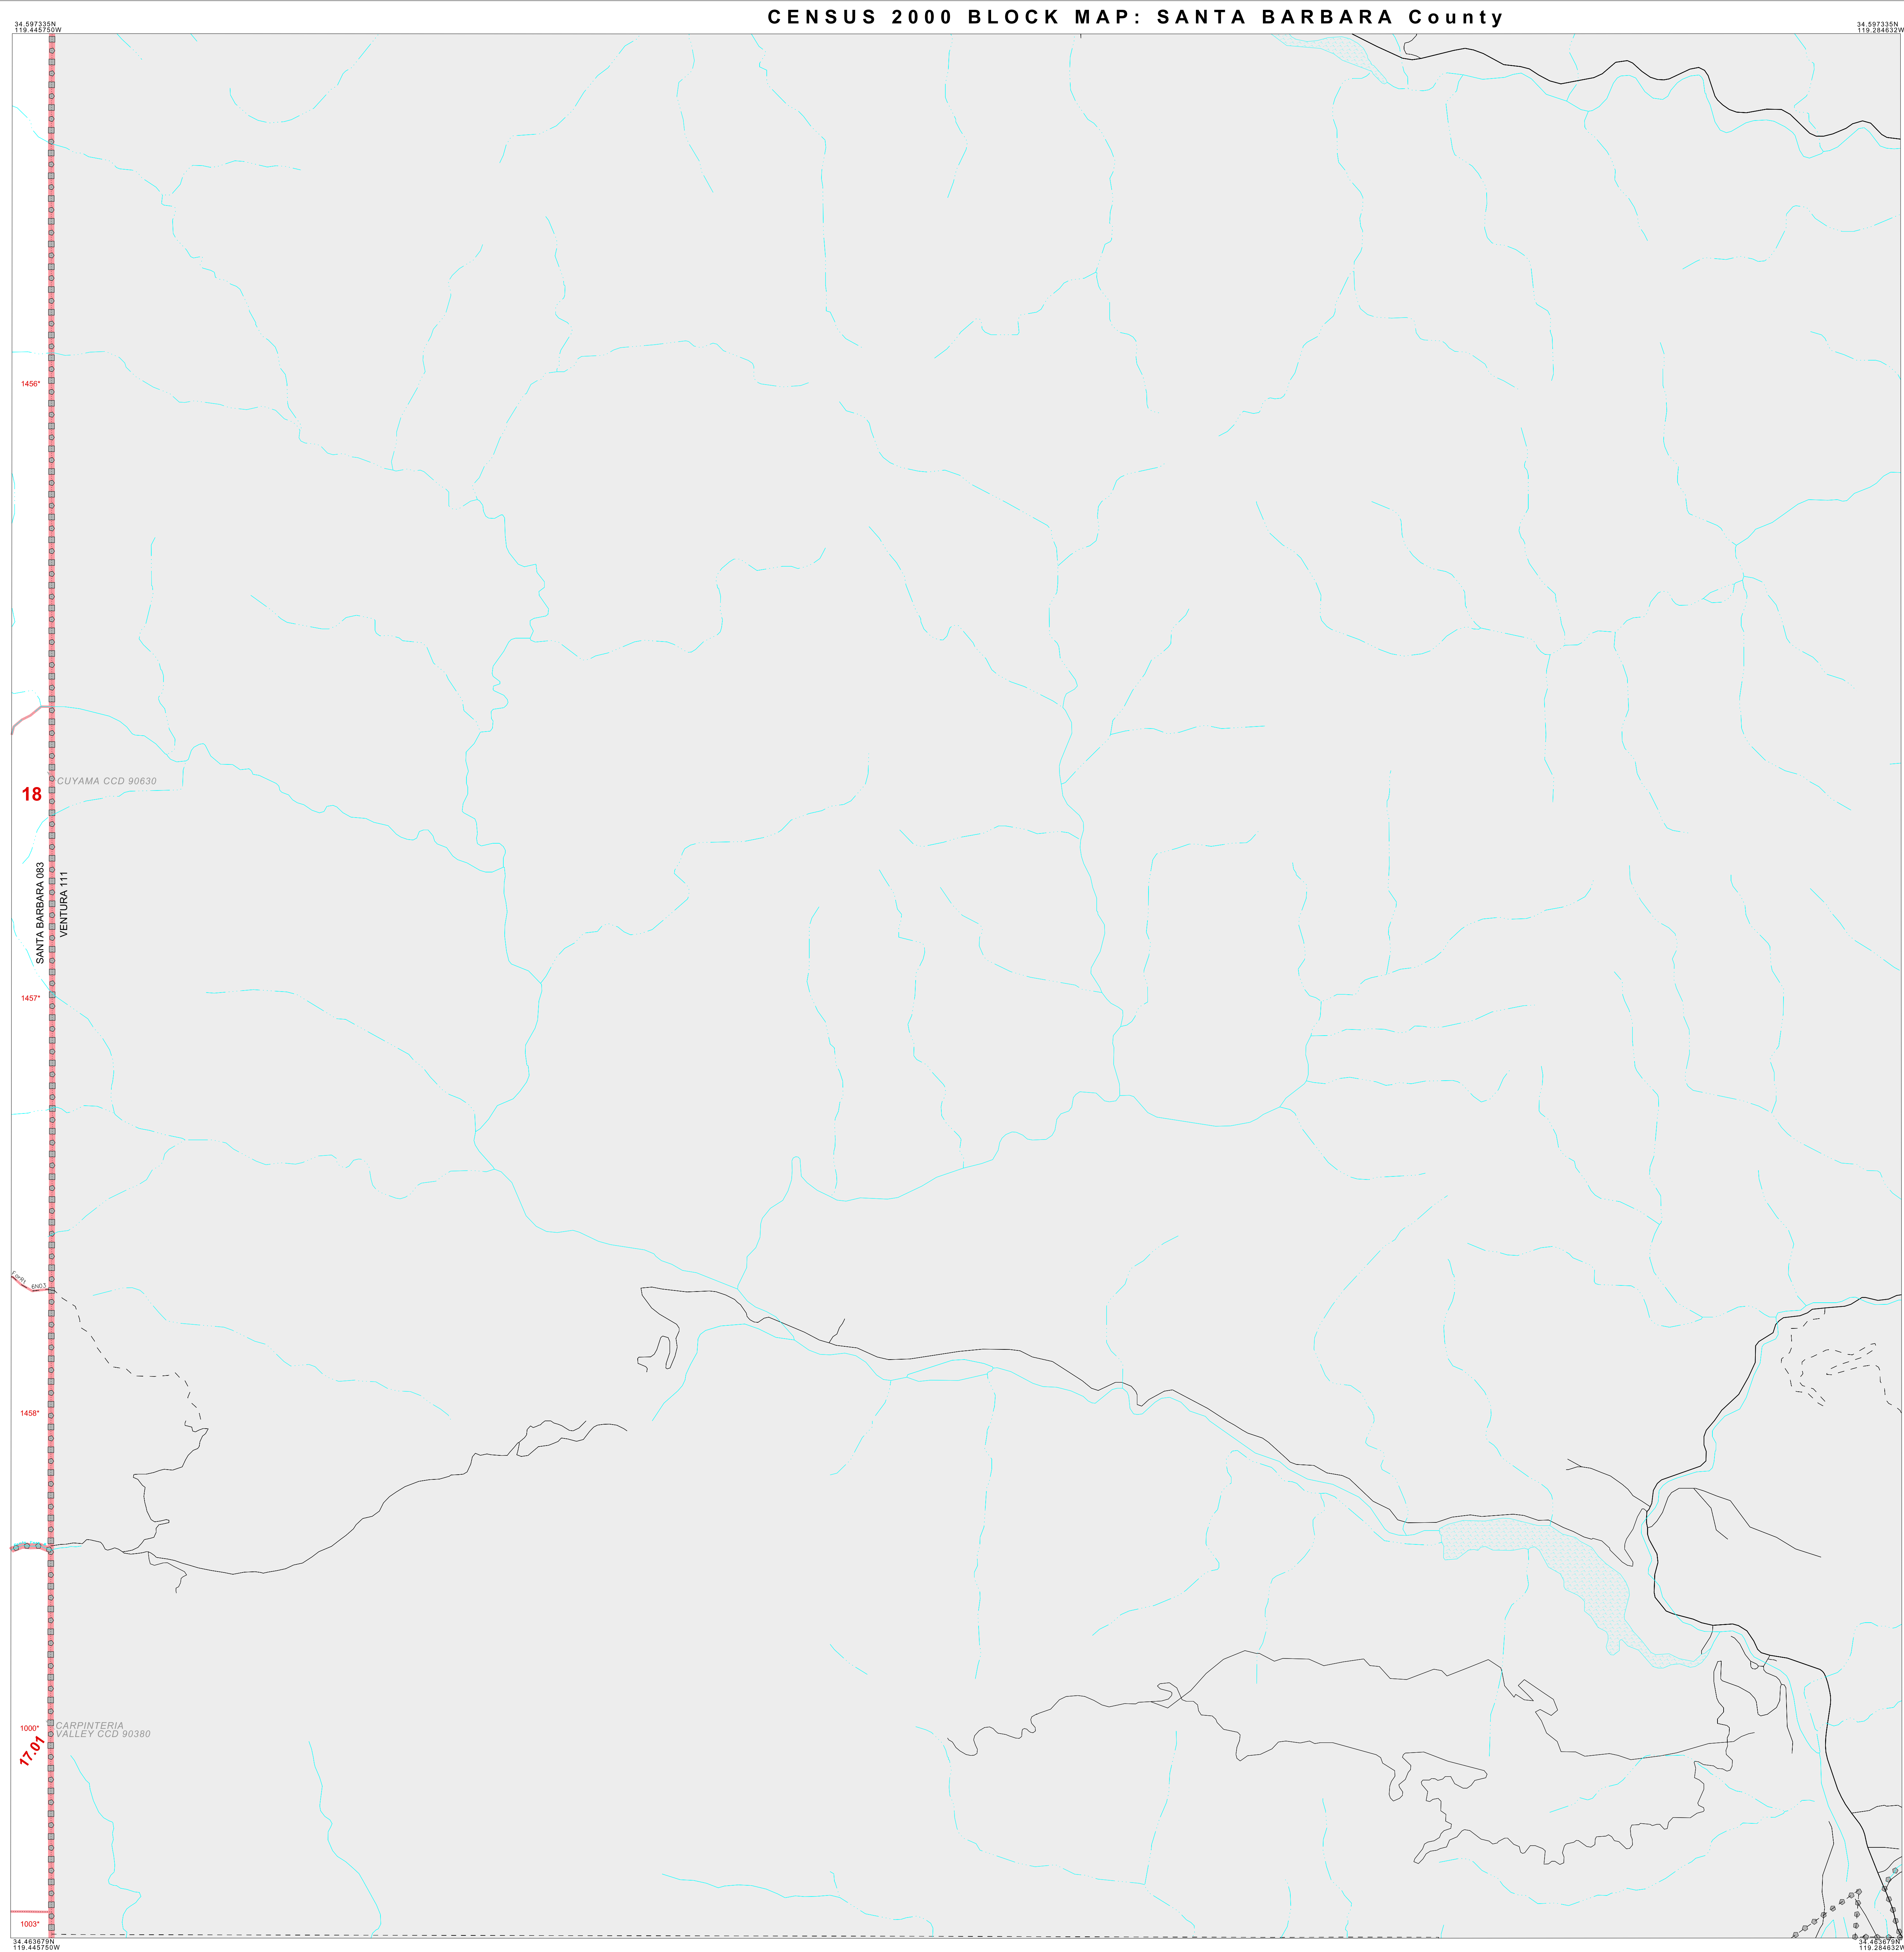 CENSUS 2000 BLOCK MAP: SANTA BARBARA County
34.597335N
119.445750W
34.597335N
119.284632W
1456*
CUYAMA CCD 90630
18
SANTA BARBARA 083
VENTURA 111
1457*
6N03
1458*
1000*
CARPINTERIA
VALLEY CCD 90380
17.01
1003*
34.463679N
119.445750W
34.463679N
119.284632W